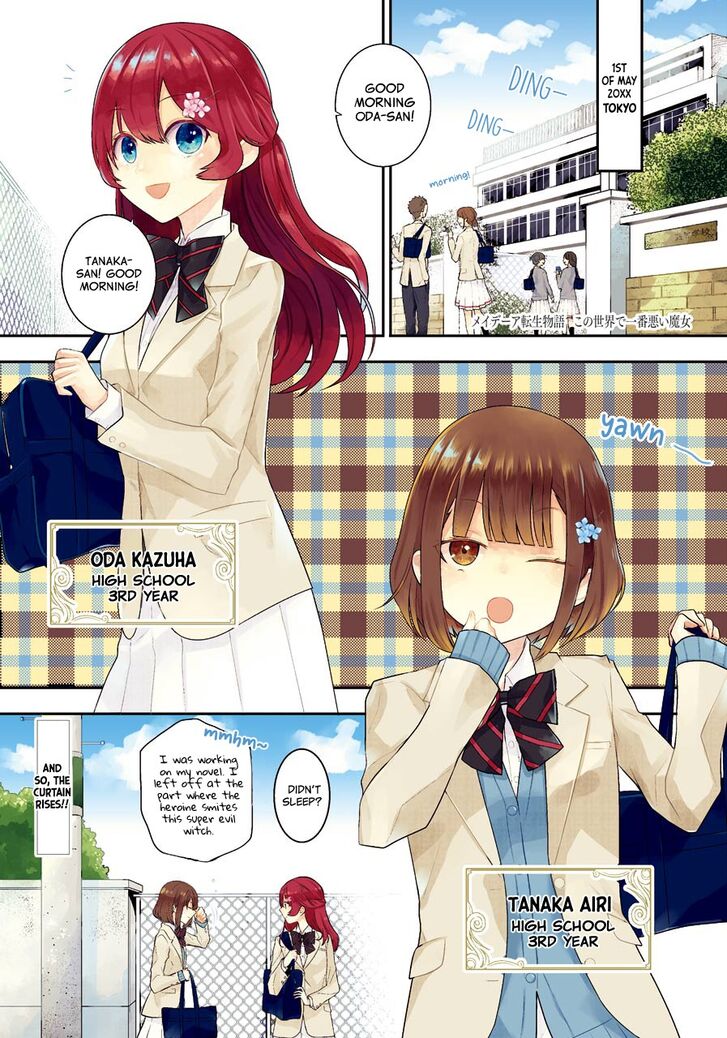 1ST
OF MAY
20XX
TOKYO
DING—
DING—
morning!
メイデーア転生物語 この世界で一番悪い魔女
GOOD
MORNING
ODA-SAN!
TANAKA-
SAN! GOOD
MORNING!
ODA KAZUHA
HIGH SCHOOL
3RD YEAR
yawn
TANAKA AIRI
HIGH SCHOOL
3RD YEAR
DIDN'T
SLEEP?
mmhm~
I was working
on my novel. I
left off at the
part where the
heroine smites
this super evil
witch.
AND
SO, THE
CURTAIN
RISES!!